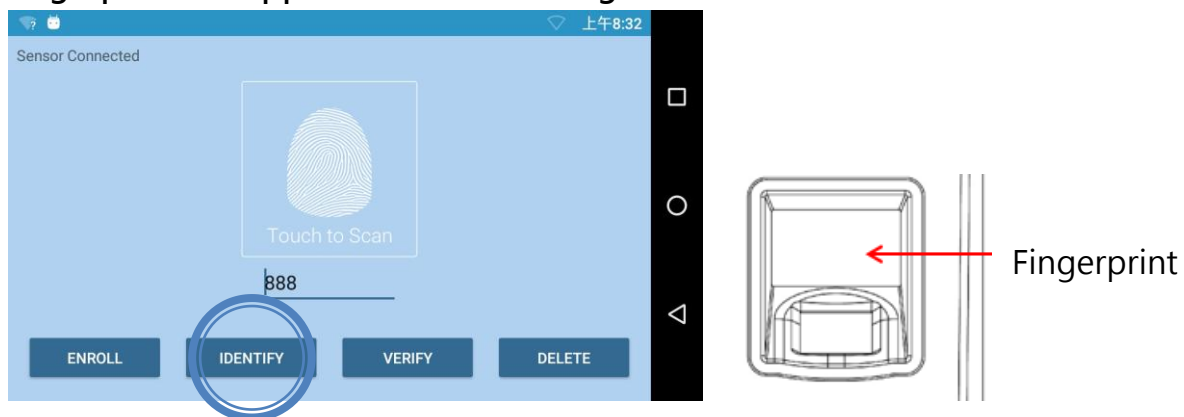 上午8:32
Sensor Connected
Touch to Scan
888
ENROLL IDENTIFY VERIFY DELETE
Fingerprint